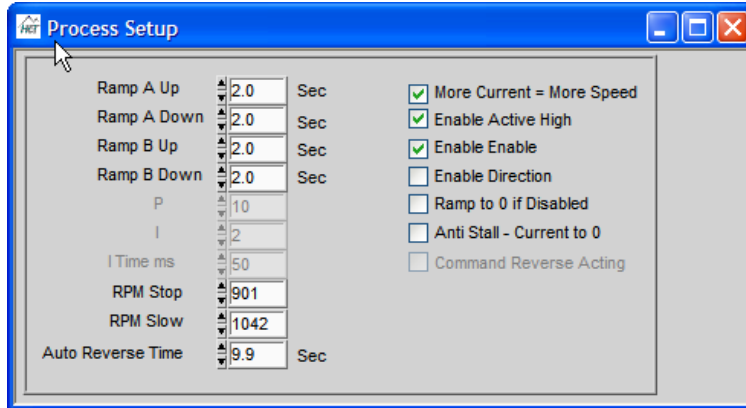 HCT Process Setup
Ramp A Up 2.0 Sec
Ramp A Down 2.0 Sec
Ramp B Up 2.0 Sec
Ramp B Down 2.0 Sec
P 10
I 2
I Time ms 50
RPM Stop 901
RPM Slow 1042
Auto Reverse Time 9.9 Sec
More Current = More Speed
Enable Active High
Enable Enable
Enable Direction
Ramp to 0 if Disabled
Anti Stall - Current to 0
Command Reverse Acting